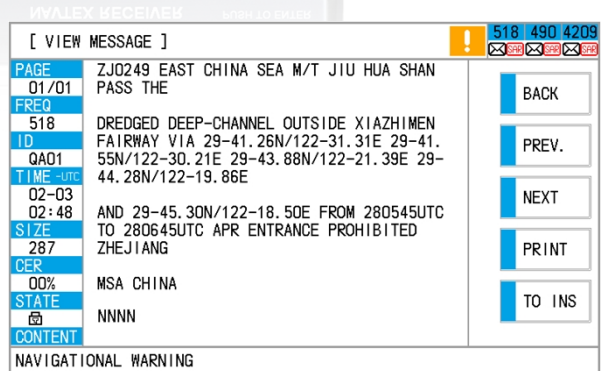 NAVTEX RECEIVER PUSH TO ENTER
[ VIEW MESSAGE ]
! 518 490 4209
SAR SAR SAR
PAGE
01/01
FREQ
518
ID
QA01
TIME -UTC
02-03
02:48
SIZE
287
CER
00%
STATE
CONTENT
ZJ0249 EAST CHINA SEA M/T JIU HUA SHAN
PASS THE
DREDGED DEEP-CHANNEL OUTSIDE XIAZHIMEN
FAIRWAY VIA 29-41.26N/122-31.31E 29-41.
55N/122-30.21E 29-43.88N/122-21.39E 29-
44.28N/122-19.86E
AND 29-45.30N/122-18.50E FROM 280545UTC
TO 280645UTC APR ENTRANCE PROHIBITED
ZHEJIANG
MSA CHINA
NNNN
BACK
PREV.
NEXT
PRINT
TO INS
NAVIGATIONAL WARNING